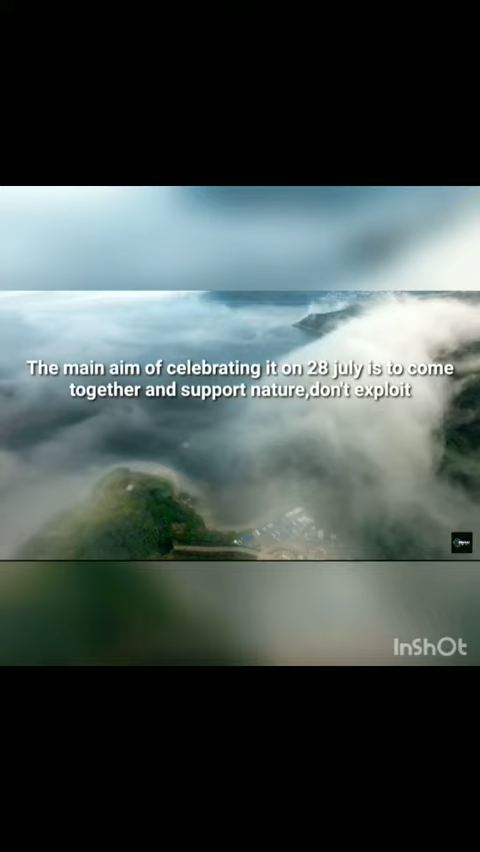 The main aim of celebrating it on 28 july is to come
together and support nature,don't exploit
InShOt